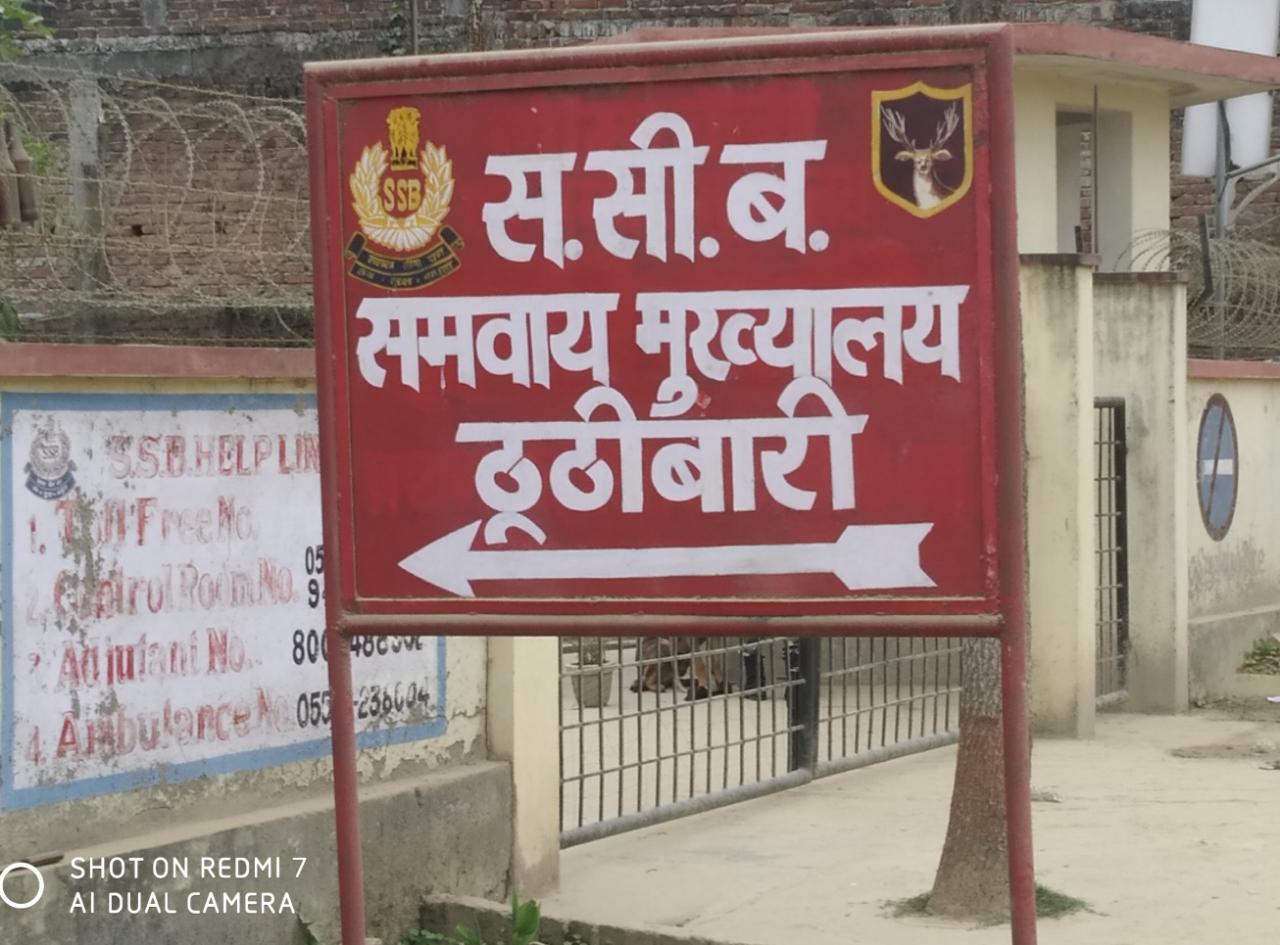 SSB
स.सी.ब.
समवाय मुख्यालय
ठूठीबारी
S.S.B. HELP LIN
1. Toll Free No.
2. Control Room No.
3. Adjutant No.
4. Ambulance No.
SHOT ON REDMI 7
AI DUAL CAMERA